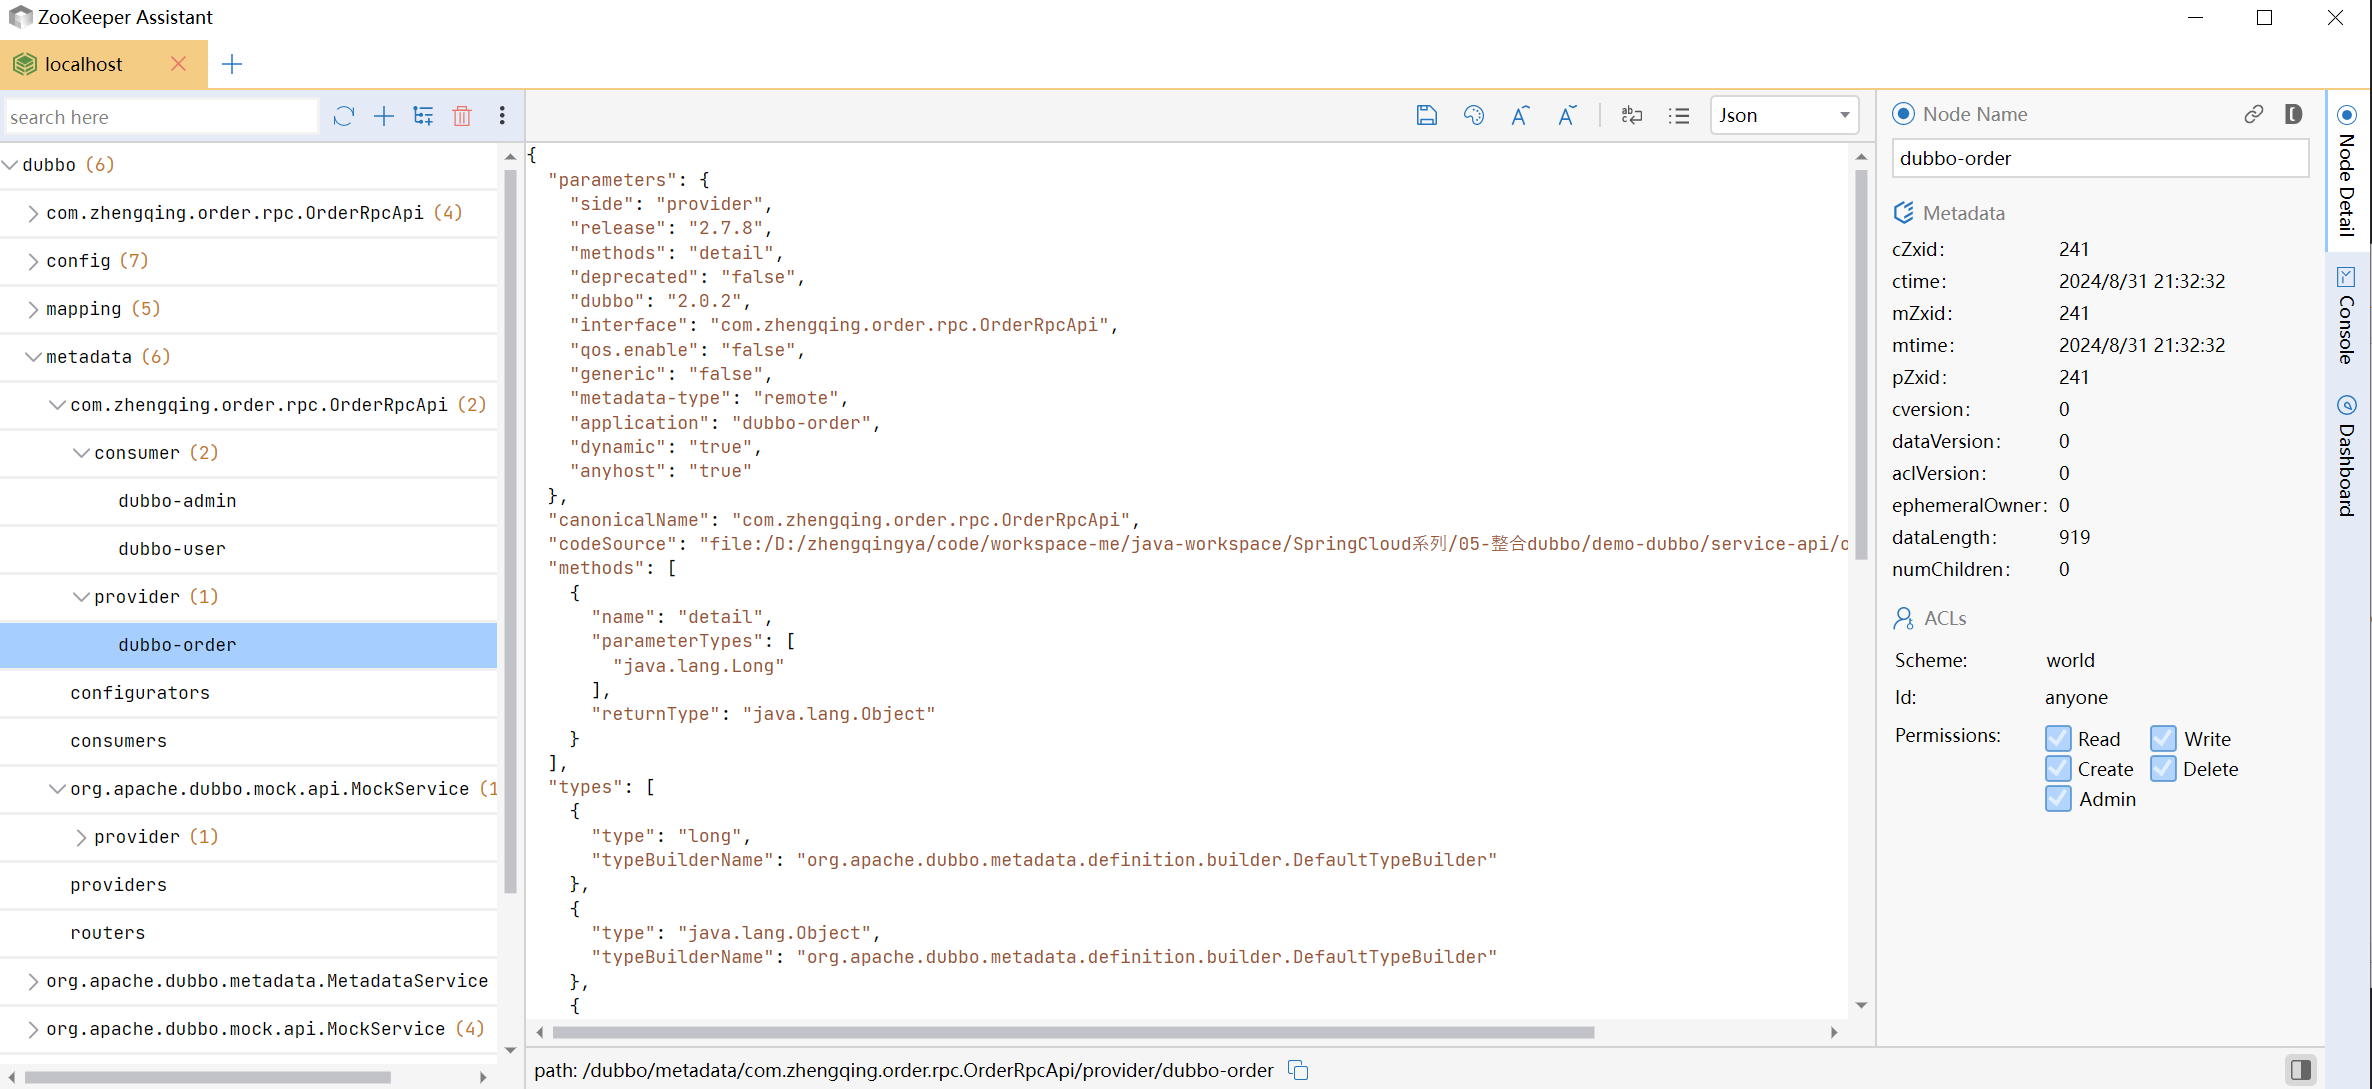 ZooKeeper Assistant
localhost
search here
dubbo (6)
com.zhengqing.order.rpc.OrderRpcApi (4)
config (7)
mapping (5)
metadata (6)
com.zhengqing.order.rpc.OrderRpcApi (2)
consumer (2)
dubbo-admin
dubbo-user
provider (1)
dubbo-order
configurators
consumers
org.apache.dubbo.mock.api.MockService (1
provider (1)
providers
routers
org.apache.dubbo.metadata.MetadataService
org.apache.dubbo.mock.api.MockService (4)
Json
{
"parameters": {
"side": "provider",
"release": "2.7.8",
"methods": "detail",
"deprecated": "false",
"dubbo": "2.0.2",
"interface": "com.zhengqing.order.rpc.OrderRpcApi",
"qos.enable": "false",
"generic": "false",
"metadata-type": "remote",
"application": "dubbo-order",
"dynamic": "true",
"anyhost": "true"
},
"canonicalName": "com.zhengqing.order.rpc.OrderRpcApi",
"codeSource": "file:/D:/zhengqingya/code/workspace-me/java-workspace/SpringCloud系列/05-整合dubbo/demo-dubbo/service-api/o
"methods": [
{
"name": "detail",
"parameterTypes": [
"java.lang.Long"
],
"returnType": "java.lang.Object"
}
],
"types": [
{
"type": "long",
"typeBuilderName": "org.apache.dubbo.metadata.definition.builder.DefaultTypeBuilder"
},
{
"type": "java.lang.Object",
"typeBuilderName": "org.apache.dubbo.metadata.definition.builder.DefaultTypeBuilder"
},
{
path: /dubbo/metadata/com.zhengqing.order.rpc.OrderRpcApi/provider/dubbo-order
Node Name
dubbo-order
Metadata
cZxid: 241
ctime: 2024/8/31 21:32:32
mZxid: 241
mtime: 2024/8/31 21:32:32
pZxid: 241
cversion: 0
dataVersion: 0
aclVersion: 0
ephemeralOwner: 0
dataLength: 919
numChildren: 0
ACLs
Scheme: world
Id: anyone
Permissions: Read Write
Create Delete
Admin
Node Detail
Console
Dashboard